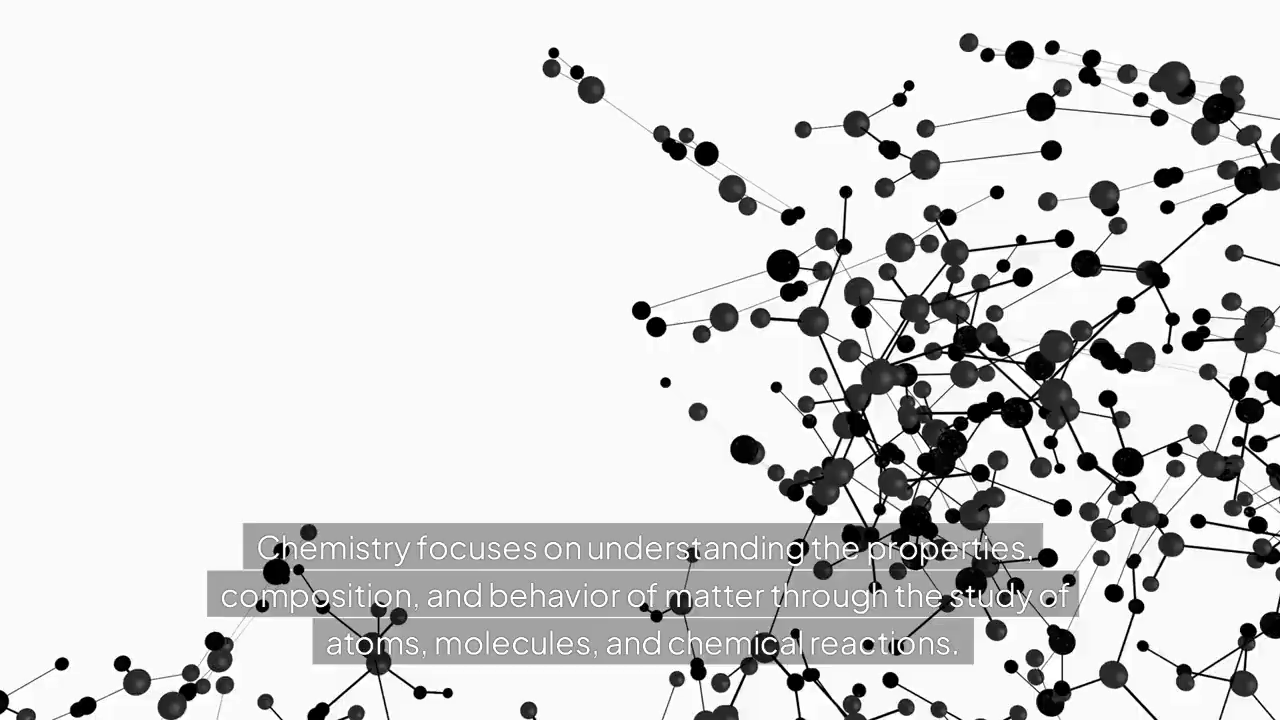 Chemistry focuses on understanding the properties,
composition, and behavior of matter through the study of
atoms, molecules, and chemical reactions.